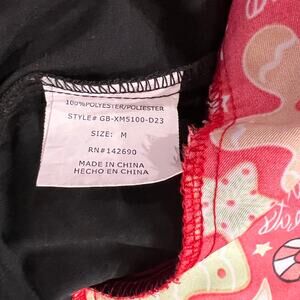 100%POLYESTER/POLIESTER
STYLE# GB-XM5100-D23
SIZE: M
RN#142690
MADE IN CHINA
HECHO EN CHINA